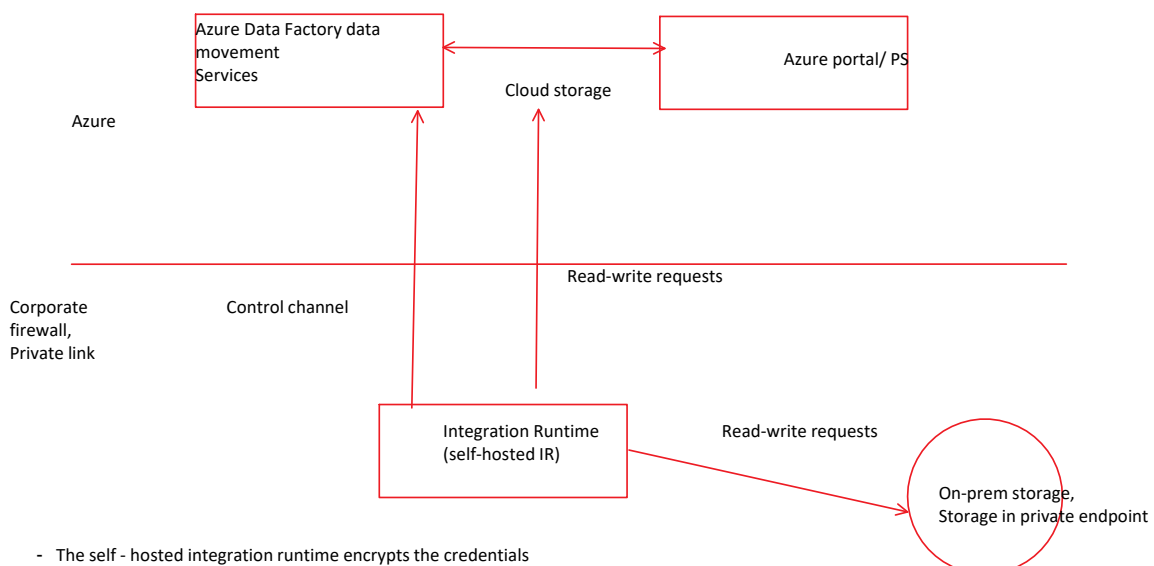 Azure Data Factory data
movement
Services
Azure portal/ PS
Cloud storage
Azure
Read-write requests
Corporate
firewall,
Private link
Control channel
Integration Runtime
(self-hosted IR)
Read-write requests
On-prem storage,
Storage in private endpoint
- The self - hosted integration runtime encrypts the credentials